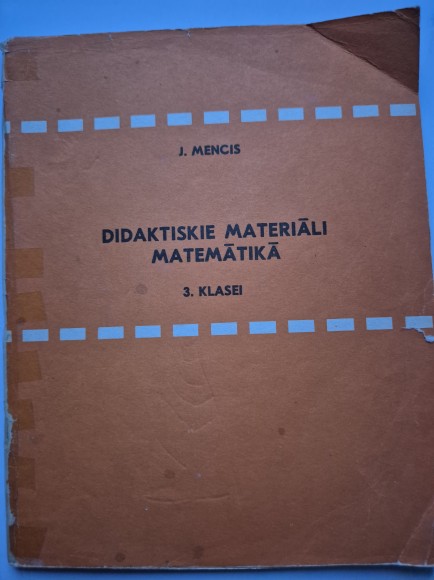 J. MENCIS
DIDAKTISKIE MATERIĀLI
MATEMĀTIKĀ
3. KLASEI